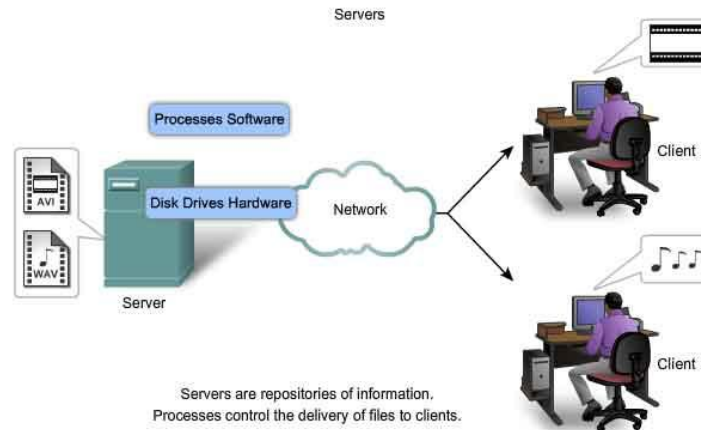 Servers
Processes Software
Disk Drives Hardware
AVI
WAV
Server
Network
Client
Client
Servers are repositories of information.
Processes control the delivery of files to clients.